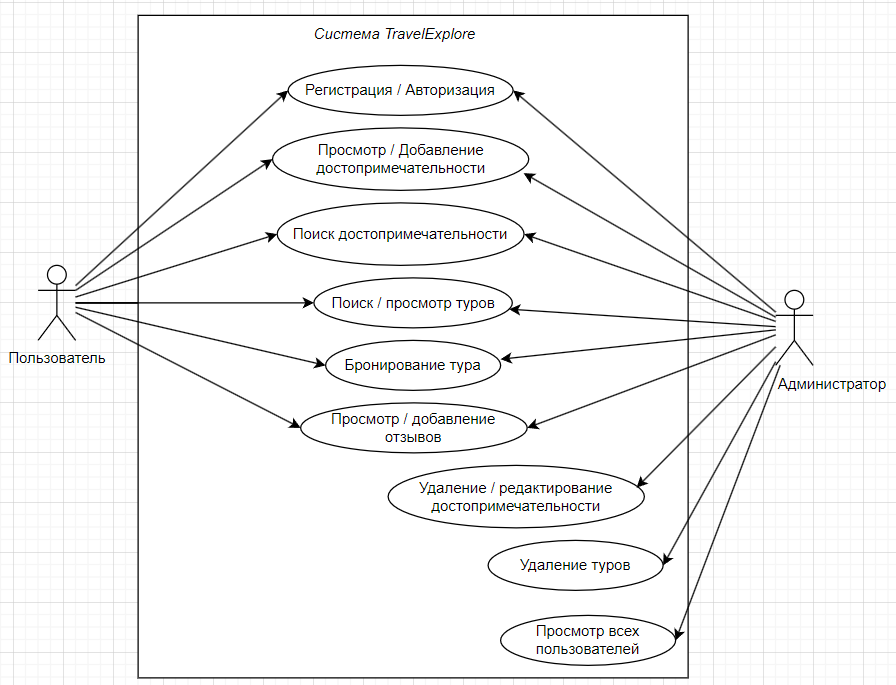 Система TravelExplore
Регистрация / Авторизация
Просмотр / Добавление
достопримечательности
Поиск достопримечательности
Поиск / просмотр туров
Пользователь
Бронирование тура
Администратор
Просмотр / добавление
отзывов
Удаление / редактирование
достопримечательности
Удаление туров
Просмотр всех
пользователей